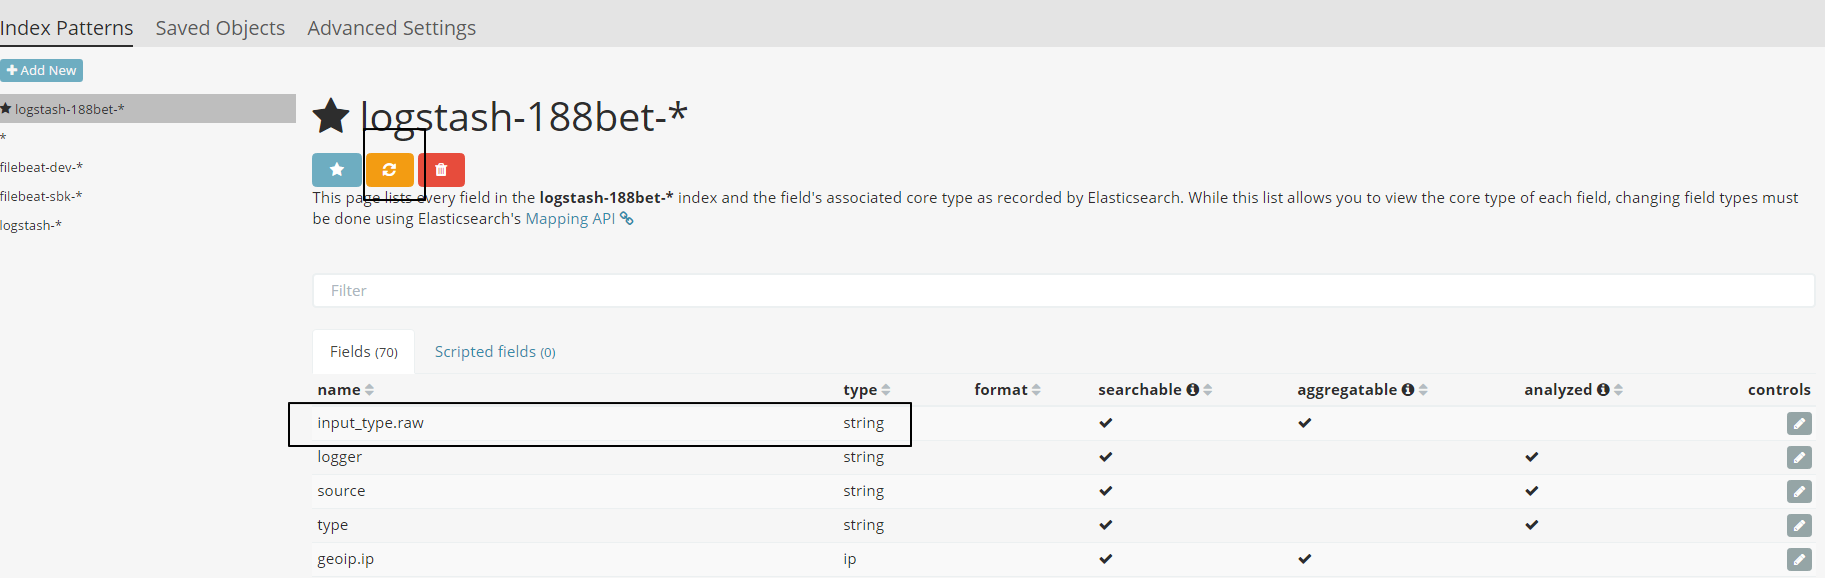 Index Patterns Saved Objects Advanced Settings
Add New
logstash-188bet-*
*
filebeat-dev-*
filebeat-sbk-*
logstash-*
logstash-188bet-*
This page lists every field in the logstash-188bet-* index and the field's associated core type as recorded by Elasticsearch. While this list allows you to view the core type of each field, changing field types must
be done using Elasticsearch's Mapping API
Filter
Fields (70) Scripted fields (0)
name type format searchable aggregatable analyzed controls
input_type.raw string
logger string
source string
type string
geoip.ip ip